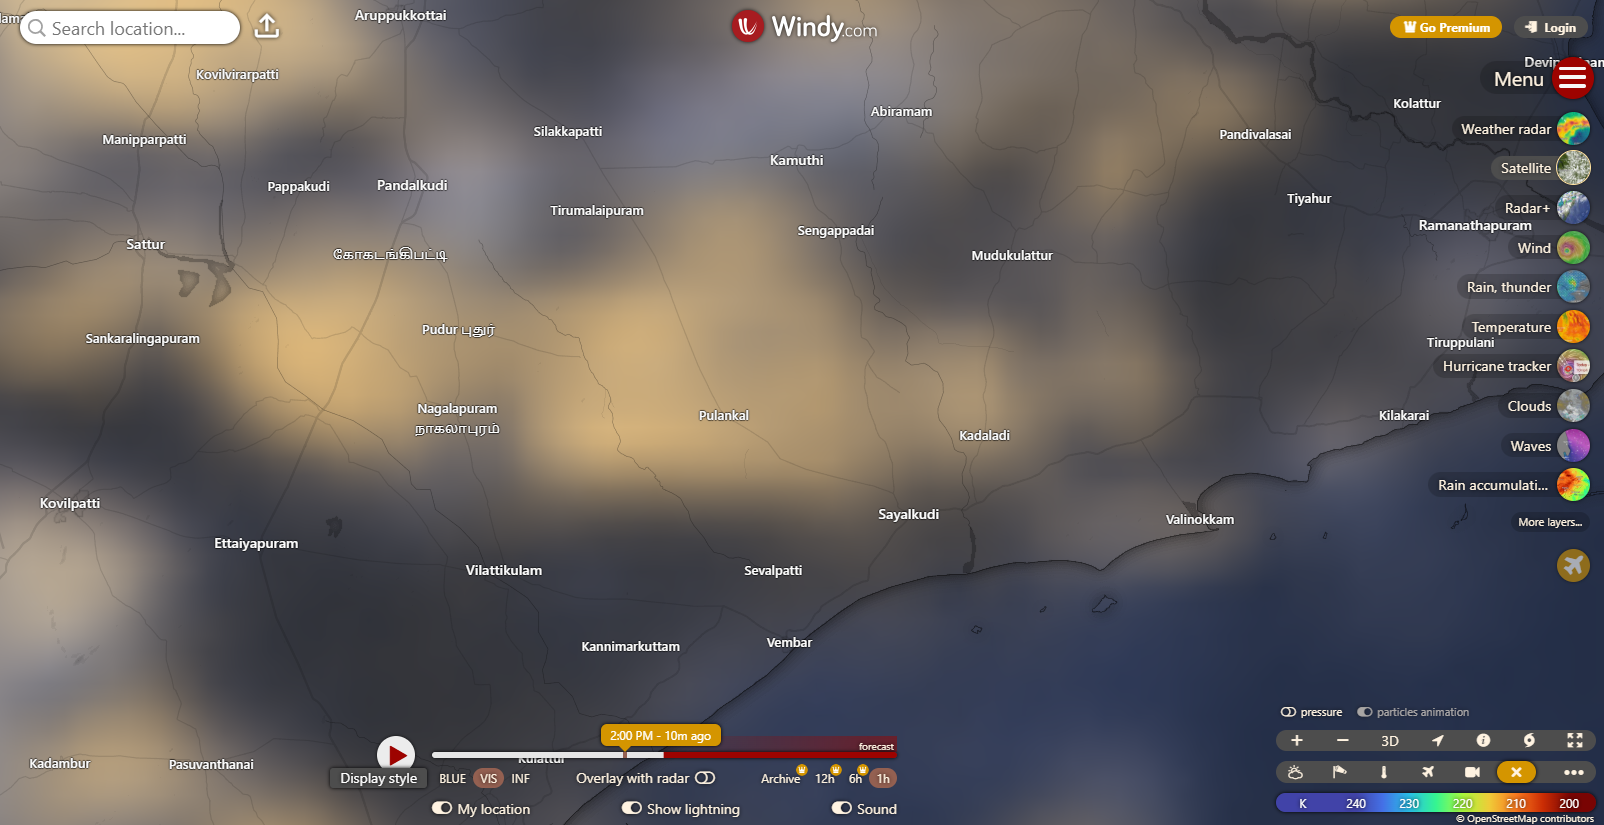 Aruppukkottai
Search location...
Windy.com
Go Premium
Login
Kovilvirarpatti
Menu
Kolattur
Abiramam
Silakkapatti
Manipparpatti
Pandivalasai
Weather radar
Kamuthi
Satellite
Pappakudi
Pandalkudi
Tiyahur
Radar+
Tirumalaipuram
Ramanathapuram
Sengappadai
Sattur
Wind
கோகடங்கிபட்டி
Mudukulattur
Rain, thunder
Pudur புதுர்
Temperature
Sankaralingapuram
Tiruppulani
Hurricane tracker
Nagalapuram
நாகலாபுரம்
Clouds
Pulankal
Kilakarai
Kadaladi
Waves
Rain accumulati...
Kovilpatti
Sayalkudi
Valinokkam
More layers...
Ettaiyapuram
Vilattikulam
Sevalpatti
Kannimarkuttam
Vembar
pressure
particles animation
2:00 PM - 10m ago
forecast
3D
Kadambur
Pasuvanthanai
Kulattur
Display style
BLUE
VIS
INF
Overlay with radar
Archive
12h
6h
1h
My location
Show lightning
Sound
K 240 230 220 210 200
© OpenStreetMap contributors